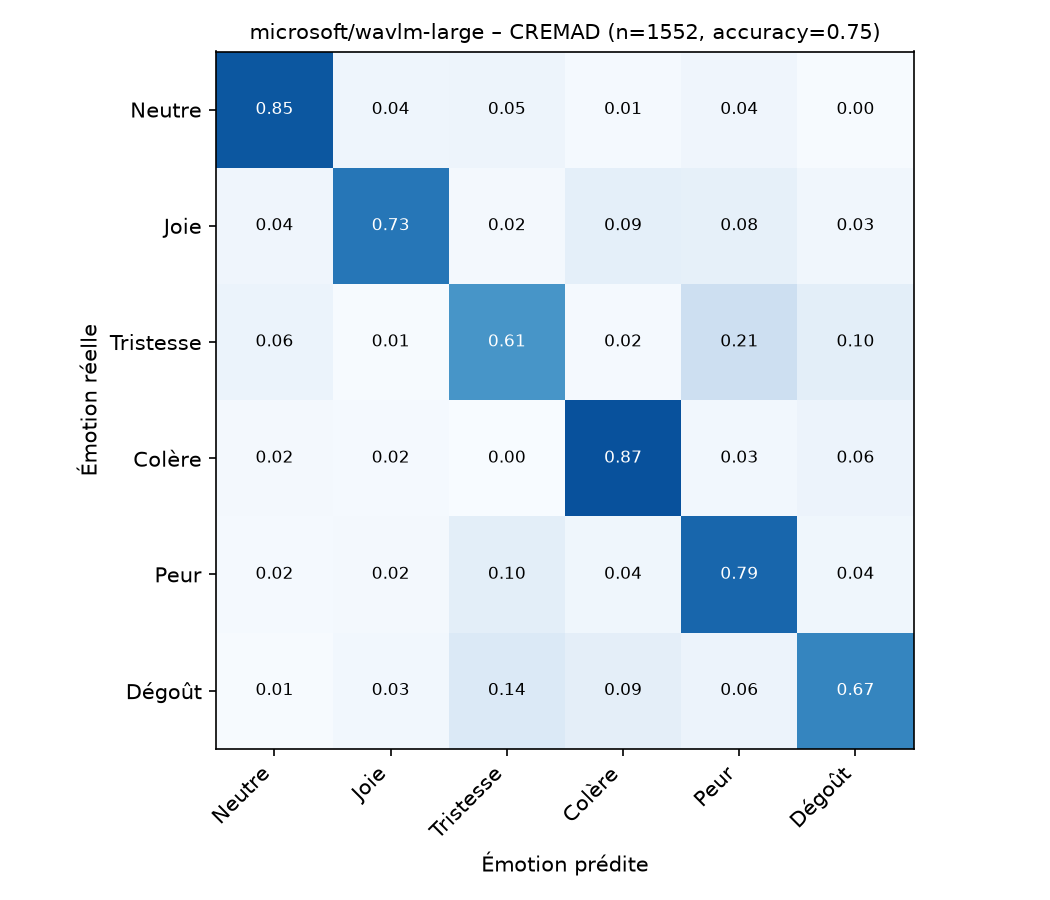 microsoft/wavlm-large – CREMAD (n=1552, accuracy=0.75)
Émotion réelle
Neutre 0.85 0.04 0.05 0.01 0.04 0.00
Joie 0.04 0.73 0.02 0.09 0.08 0.03
Tristesse 0.06 0.01 0.61 0.02 0.21 0.10
Colère 0.02 0.02 0.00 0.87 0.03 0.06
Peur 0.02 0.02 0.10 0.04 0.79 0.04
Dégoût 0.01 0.03 0.14 0.09 0.06 0.67
Neutre Joie Tristesse Colère Peur Dégoût
Émotion prédite